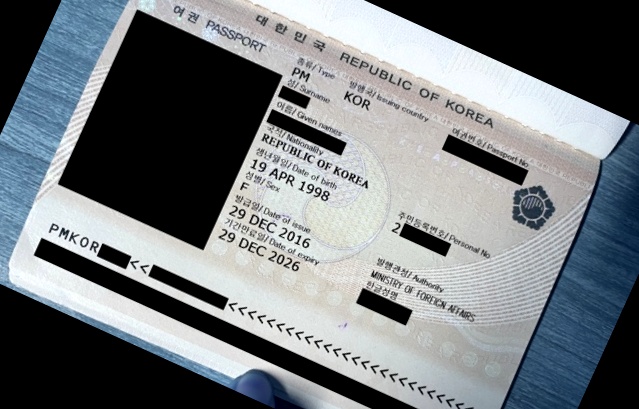 여권 PASSPORT
대한민국 REPUBLIC OF KOREA
종류/ Type 발행국/ Issuing country 여권번호/ Passport No.
PM KOR
성/ Surname
이름/ Given names
국적/ Nationality
REPUBLIC OF KOREA
생년월일/ Date of birth
19 APR 1998
성별/ Sex 주민등록번호/ Personal No.
F 2
발급일/ Date of issue
29 DEC 2016
발행관청/ Authority
MINISTRY OF FOREIGN AFFAIRS
기간만료일/ Date of expiry
29 DEC 2026
한글성명
PMKOR <<
<<<<<<<<<<<<<<<<<<<<<<<<<<<